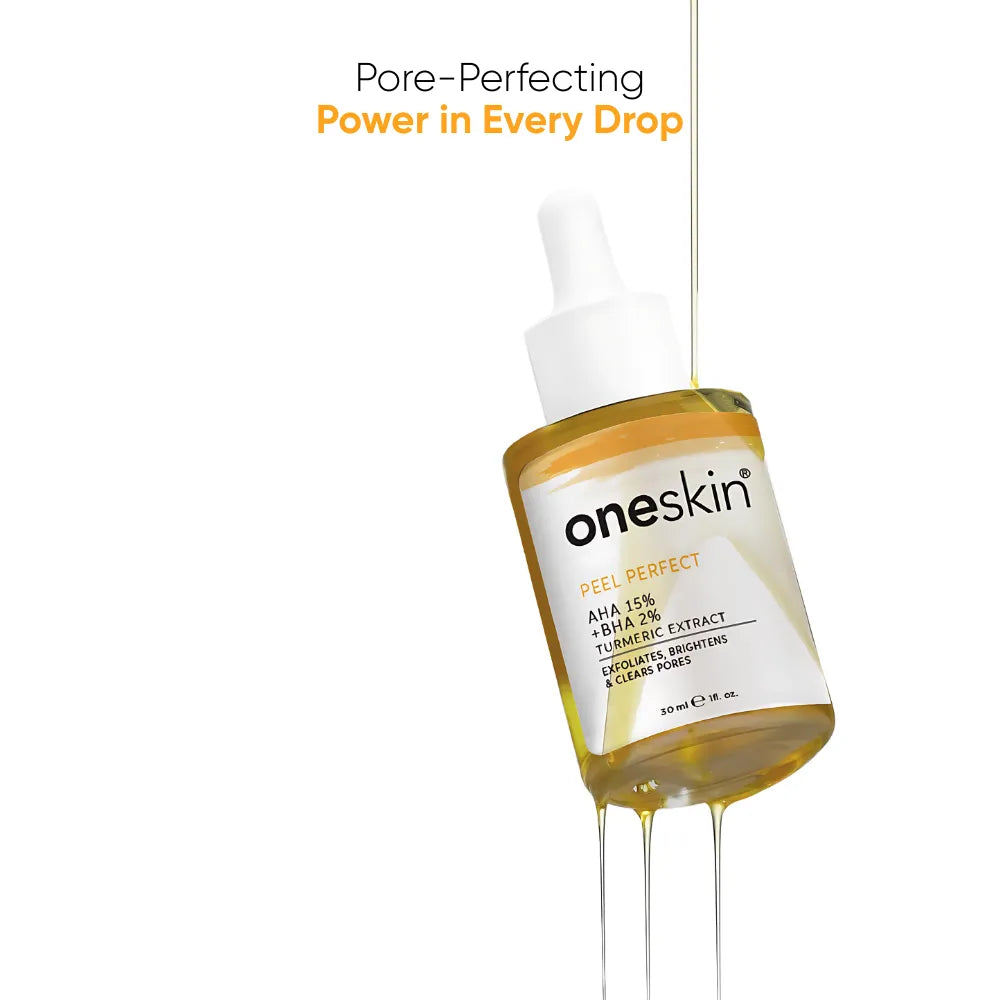 Pore-Perfecting
Power in Every Drop
oneskin®
PEEL PERFECT
AHA 15%
+BHA 2%
TURMERIC EXTRACT
EXFOLIATES, BRIGHTENS
& CLEARS PORES
30 ml ℮ 1fl. oz.